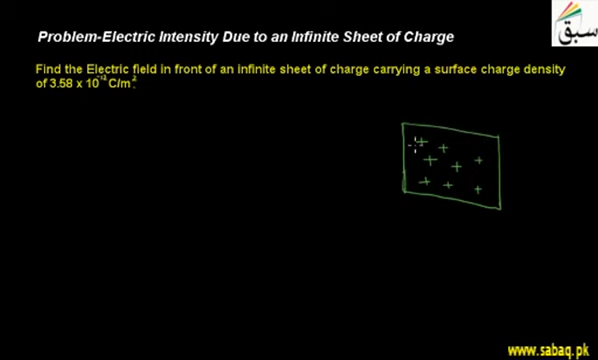 سبق
Problem-Electric Intensity Due to an Infinite Sheet of Charge
Find the Electric field in front of an infinite sheet of charge carrying a surface charge density
of 3.58 x 10⁻¹² C/m².
+ + + + + + + +
www.sabaq.pk